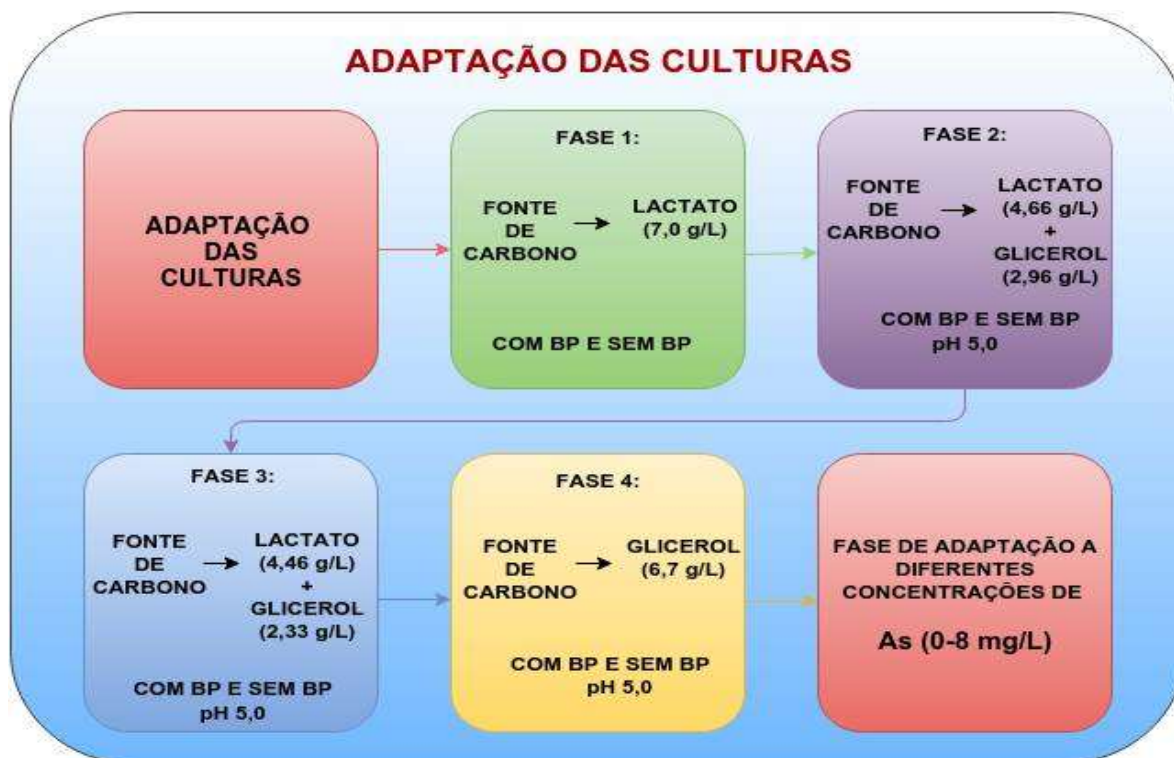 ADAPTAÇÃO DAS CULTURAS
ADAPTAÇÃO
DAS
CULTURAS
FASE 1:
FONTE
DE
CARBONO
LACTATO
(7,0 g/L)
COM BP E SEM BP
FASE 2:
FONTE
DE
CARBONO
LACTATO
(4,66 g/L)
+
GLICEROL
(2,96 g/L)
COM BP E SEM BP
pH 5,0
FASE 3:
FONTE
DE
CARBONO
LACTATO
(4,46 g/L)
+
GLICEROL
(2,33 g/L)
COM BP E SEM BP
pH 5,0
FASE 4:
FONTE
DE
CARBONO
GLICEROL
(6,7 g/L)
COM BP E SEM BP
pH 5,0
FASE DE ADAPTAÇÃO A
DIFERENTES
CONCENTRAÇÕES DE
As (0-8 mg/L)